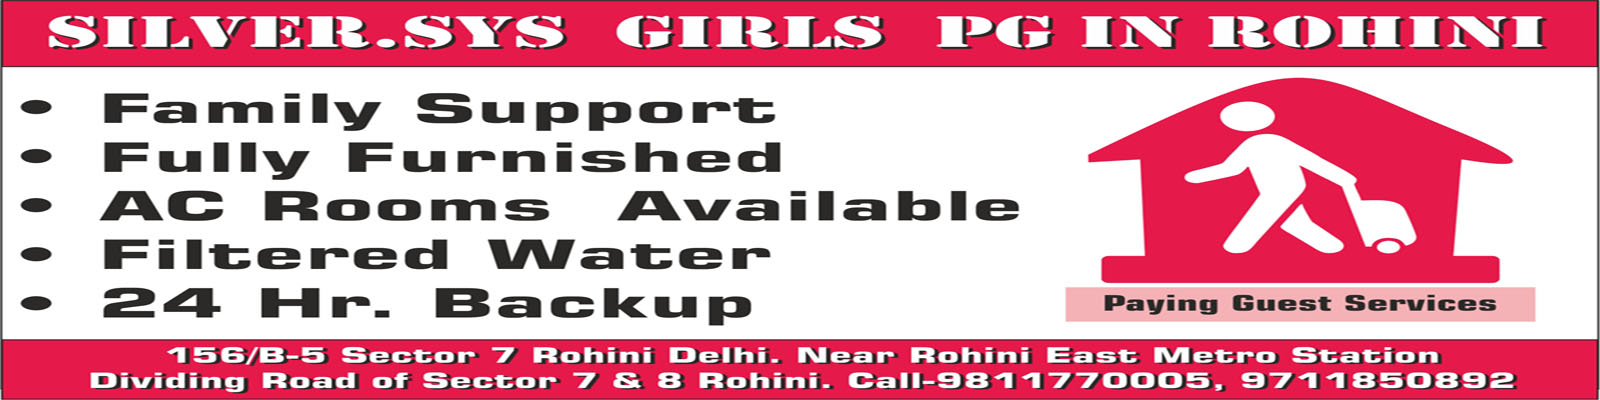 SILVER.SYS GIRLS PG IN ROHINI
• Family Support
• Fully Furnished
• AC Rooms Available
• Filtered Water
• 24 Hr. Backup
Paying Guest Services
156/B-5 Sector 7 Rohini Delhi. Near Rohini East Metro Station
Dividing Road of Sector 7 & 8 Rohini. Call-9811770005, 9711850892